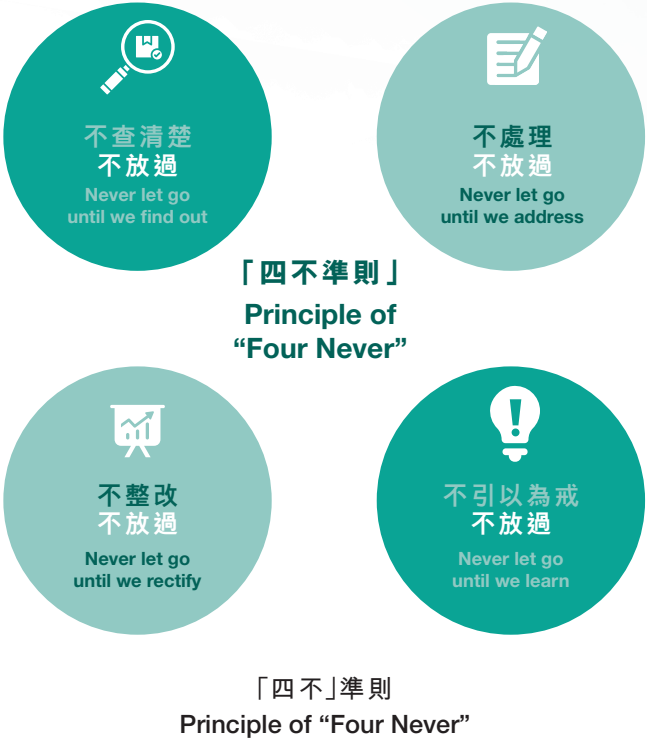 不查清楚
不放過
Never let go
until we find out
不處理
不放過
Never let go
until we address
「四不準則」
Principle of
“Four Never”
不整改
不放過
Never let go
until we rectify
不引以為戒
不放過
Never let go
until we learn
「四不」準則
Principle of “Four Never”